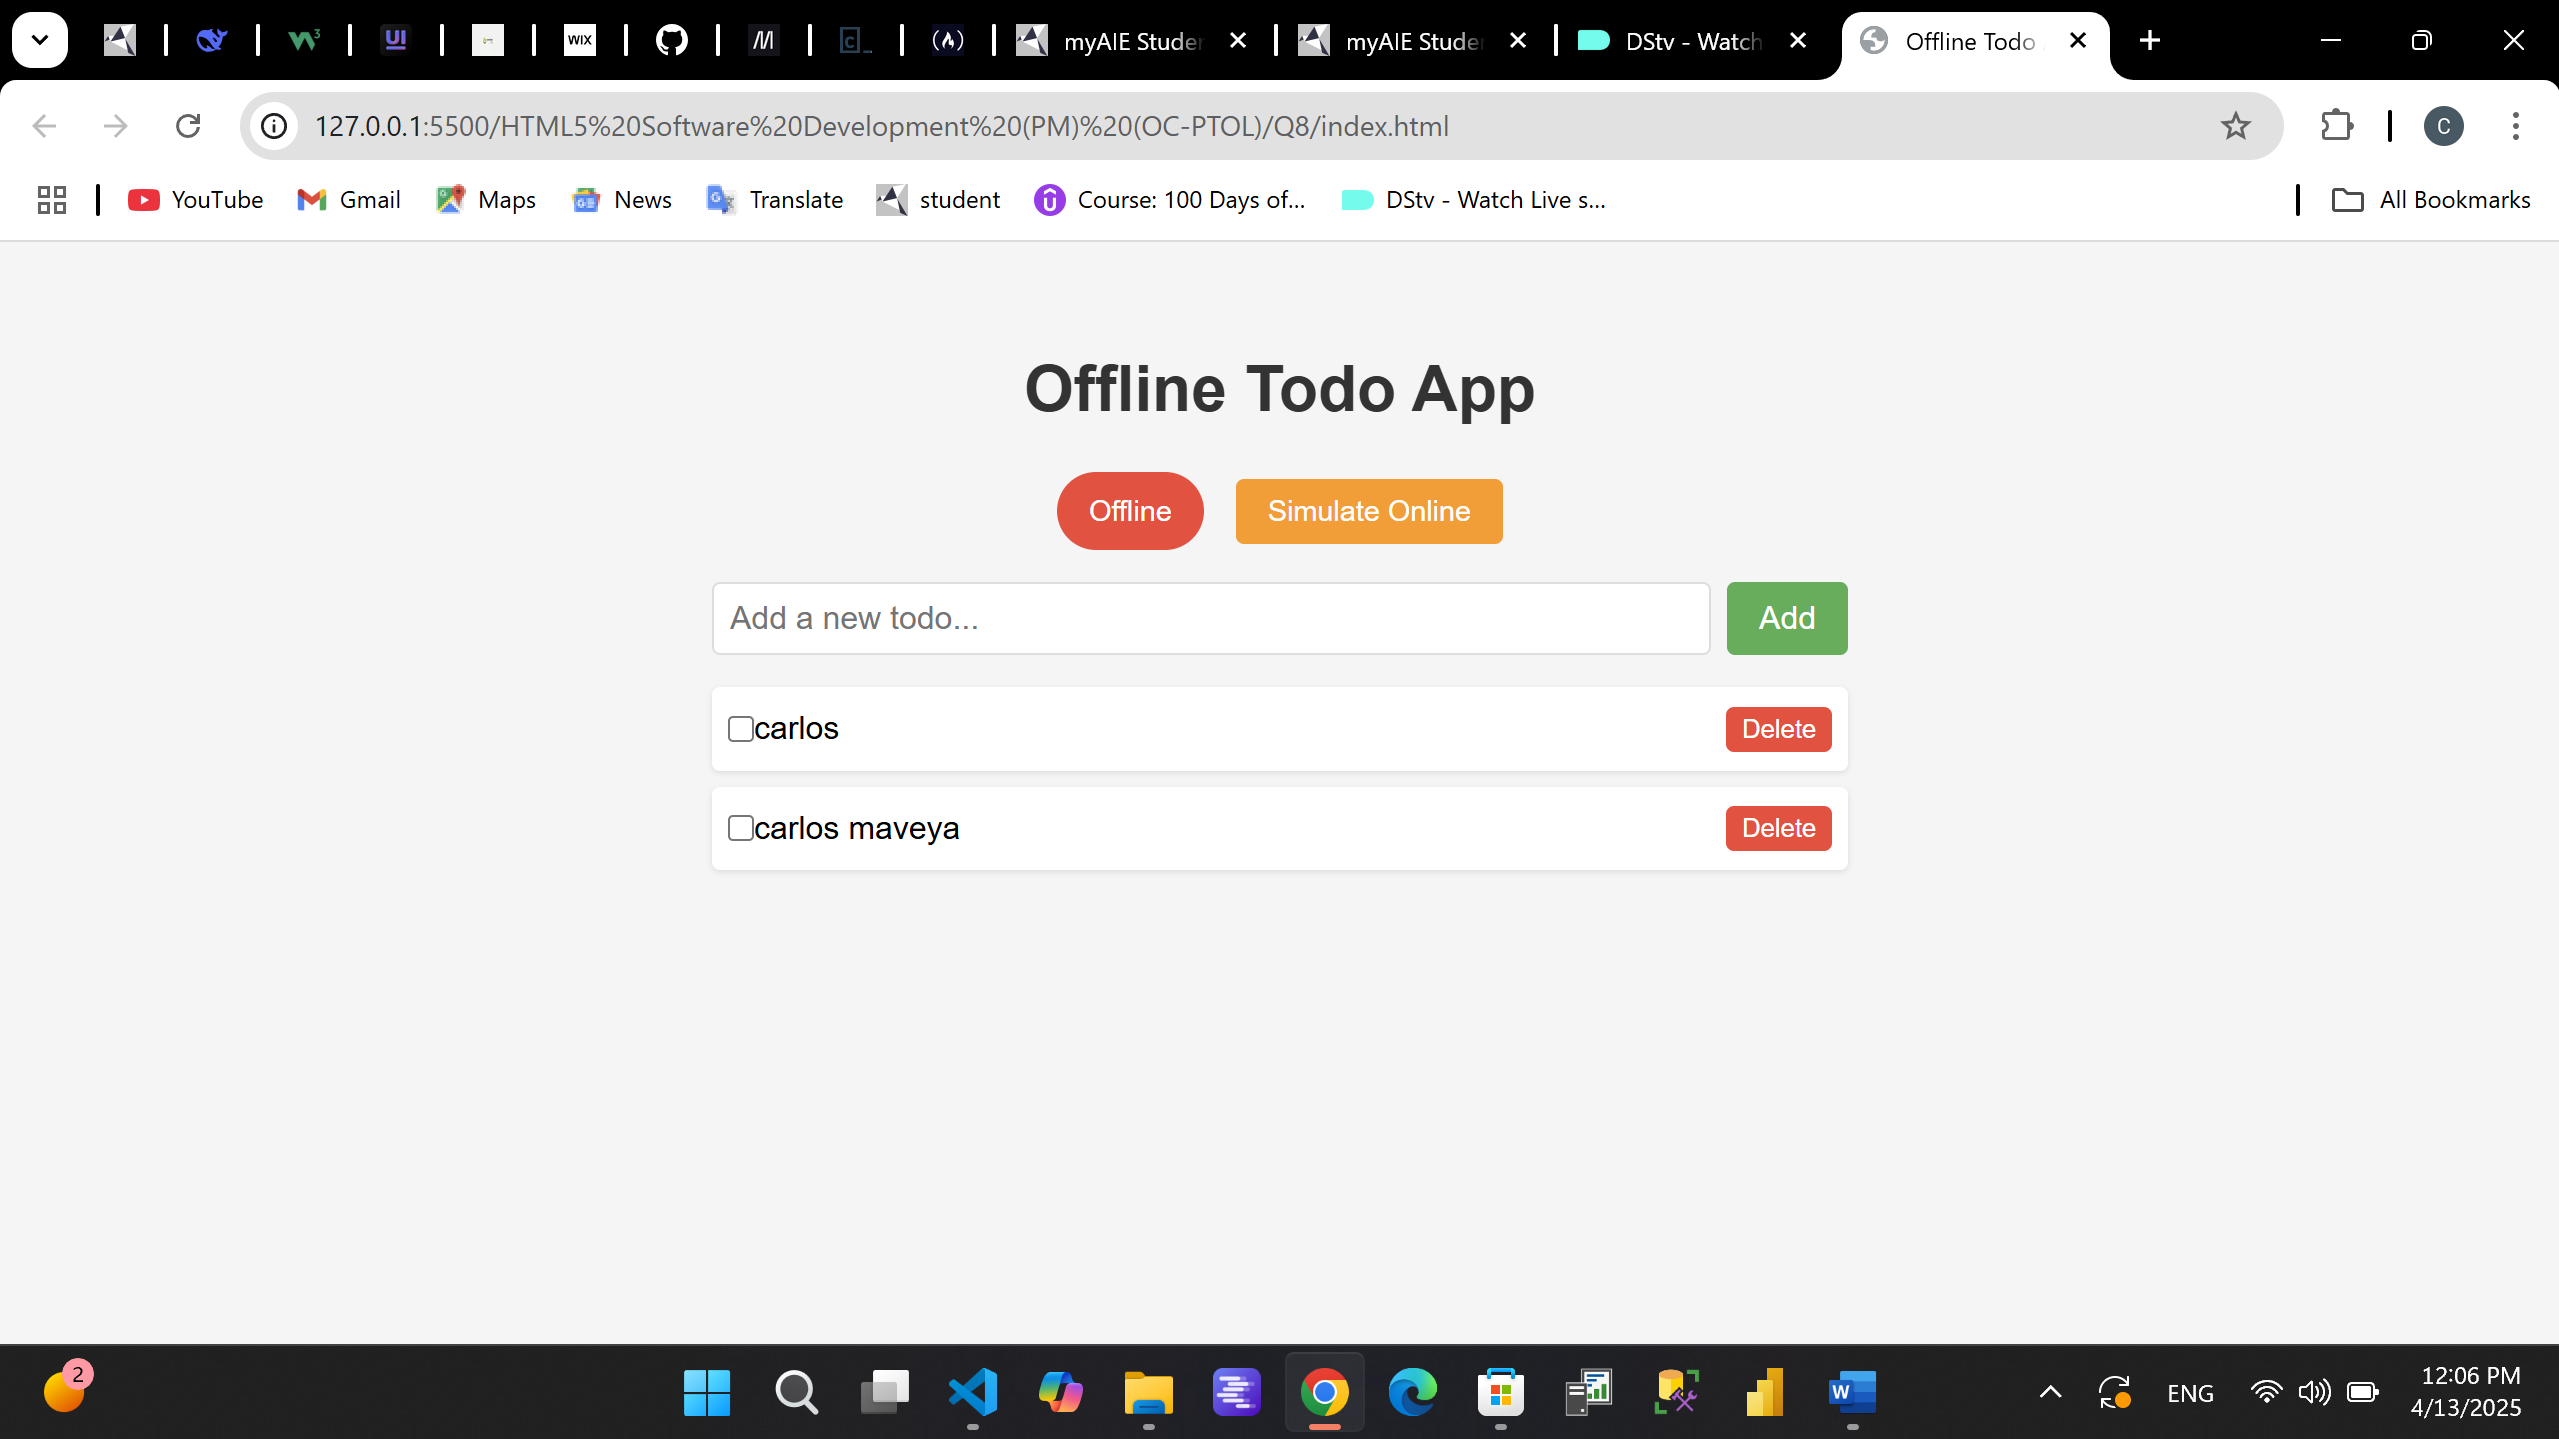 UI
WIX
myAIE Studer
myAIE Studer
DStv - Watch
Offline Todo
127.0.0.1:5500/HTML5%20Software%20Development%20(PM)%20(OC-PTOL)/Q8/index.html
C
YouTube
Gmail
Maps
News
Translate
student
Course: 100 Days of...
DStv - Watch Live s...
All Bookmarks
Offline Todo App
Offline
Simulate Online
Add a new todo...
Add
carlos
Delete
carlos maveya
Delete
2
W
ENG
12:06 PM
4/13/2025